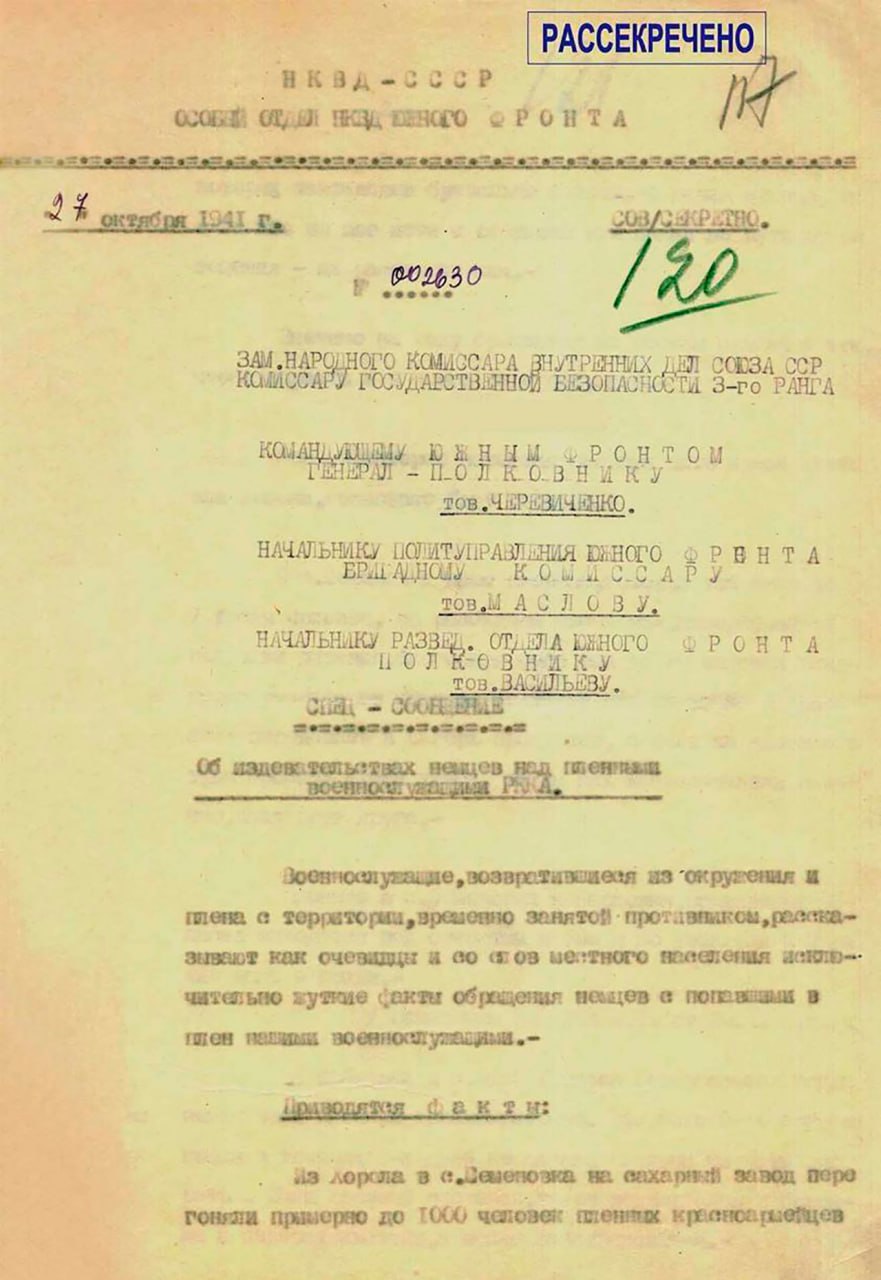 РАССЕКРЕЧЕНО
НКВД - СССР
ОСОБЫЙ ОТДЕЛ НКВД ЮЖНОГО ФРОНТА
27 октября 1941 г.
СОВ/СЕКРЕТНО.
002630
120
ЗАМ.НАРОДНОГО КОМИССАРА ВНУТРЕННИХ ДЕЛ СОЮЗА ССР
КОМИССАРУ ГОСУДАРСТВЕННОЙ БЕЗОПАСНОСТИ 3-го РАНГА
КОМАНДУЮЩЕМУ ЮЖНЫМ ФРОНТОМ
ГЕНЕРАЛ - ПОЛКОВНИКУ
тов.ЧЕРЕВИЧЕНКО.
НАЧАЛЬНИКУ ПОЛИТУПРАВЛЕНИЯ ЮЖНОГО ФРОНТА
БРИГАДНОМУ КОМИССАРУ
тов.МАСЛОВУ.
НАЧАЛЬНИКУ РАЗВЕД. ОТДЕЛА ЮЖНОГО ФРОНТА
ПОЛКОВНИКУ
тов.ВАСИЛЬЕВУ.
СПЕЦ - СООБЩЕНИЕ
Об издевательствах немцев над пленными
военнослужащими РККА.
Военнослужащие,возвратившиеся из окружения и
плена с территории,временно занятой противником,расска-
зывают как очевидцы и со слов местного населения исклю-
чительно жуткие факты обращения немцев с попавшими в
плен нашими военнослужащими.-
Приводятся факты:
Из Хорола в с.Семеновка на сахарный завод пере
гоняли примерно до 1000 человек пленных красноармейцев